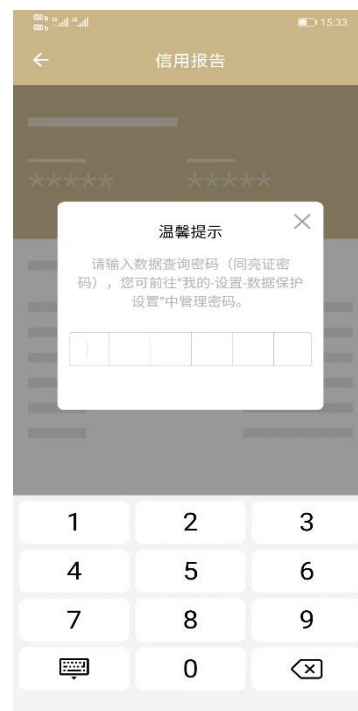 15:33
信用报告
*****
*****
温馨提示
请输入数据查询密码（同亮证密
码），您可前往"我的-设置-数据保护
设置"中管理密码。
1 2 3
4 5 6
7 8 9
0